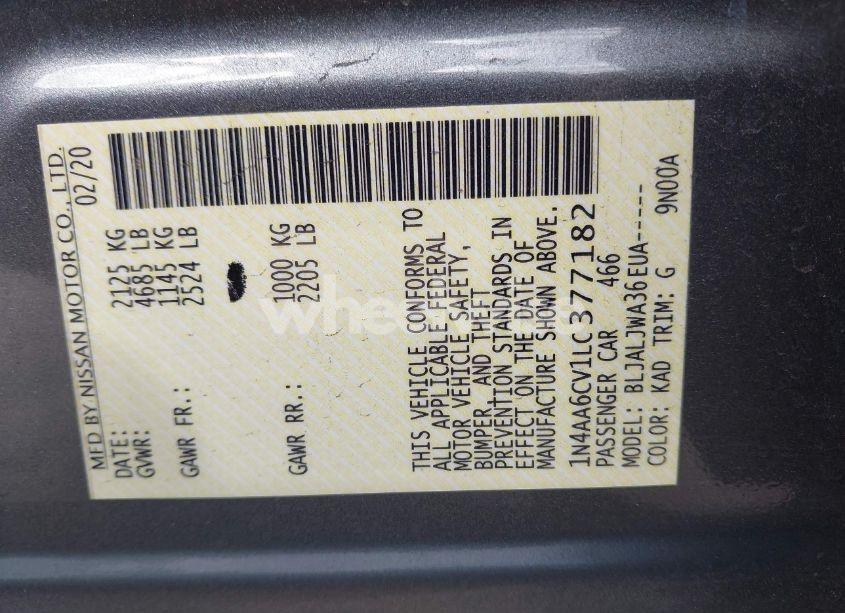 MFD BY NISSAN MOTOR CO., LTD.
DATE: 02/20
GVWR: 2125 KG
4685 LB
GAWR FR.: 1145 KG
2524 LB
GAWR RR.: 1000 KG
2205 LB
THIS VEHICLE CONFORMS TO
ALL APPLICABLE FEDERAL
MOTOR VEHICLE SAFETY,
BUMPER, AND THEFT
PREVENTION STANDARDS IN
EFFECT ON THE DATE OF
MANUFACTURE SHOWN ABOVE.
1N4AA6CV1LC377182
PASSENGER CAR 466
MODEL: BLJALJWA36EUA-----
COLOR: KAD TRIM: G 9N00A